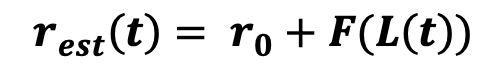 r_est(t) = r_0 + F(L(t))